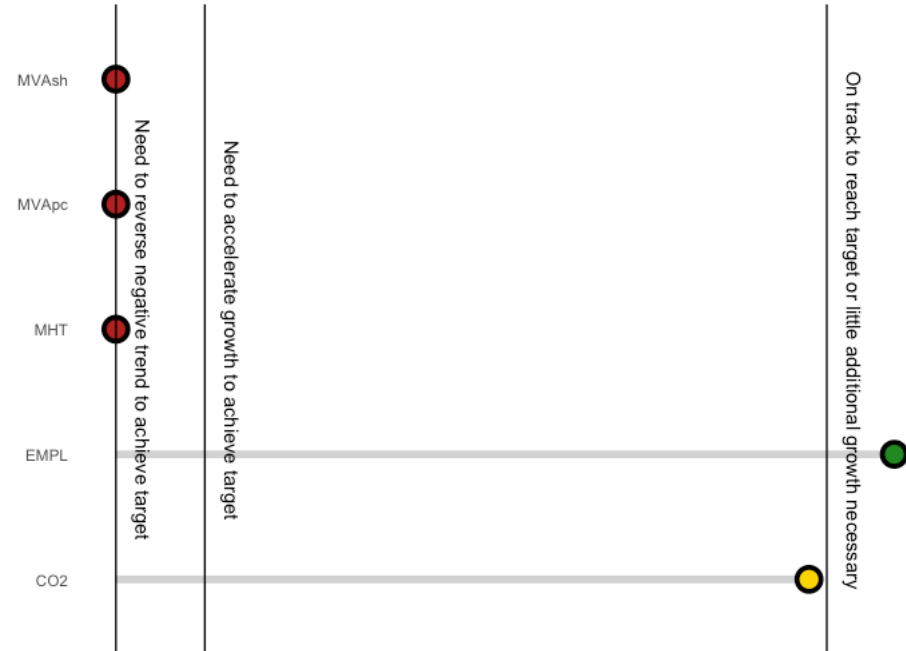 MVAsh
MVApc
MHT
EMPL
CO2
Need to reverse negative trend to achieve target
Need to accelerate growth to achieve target
On track to reach target or little additional growth necessary